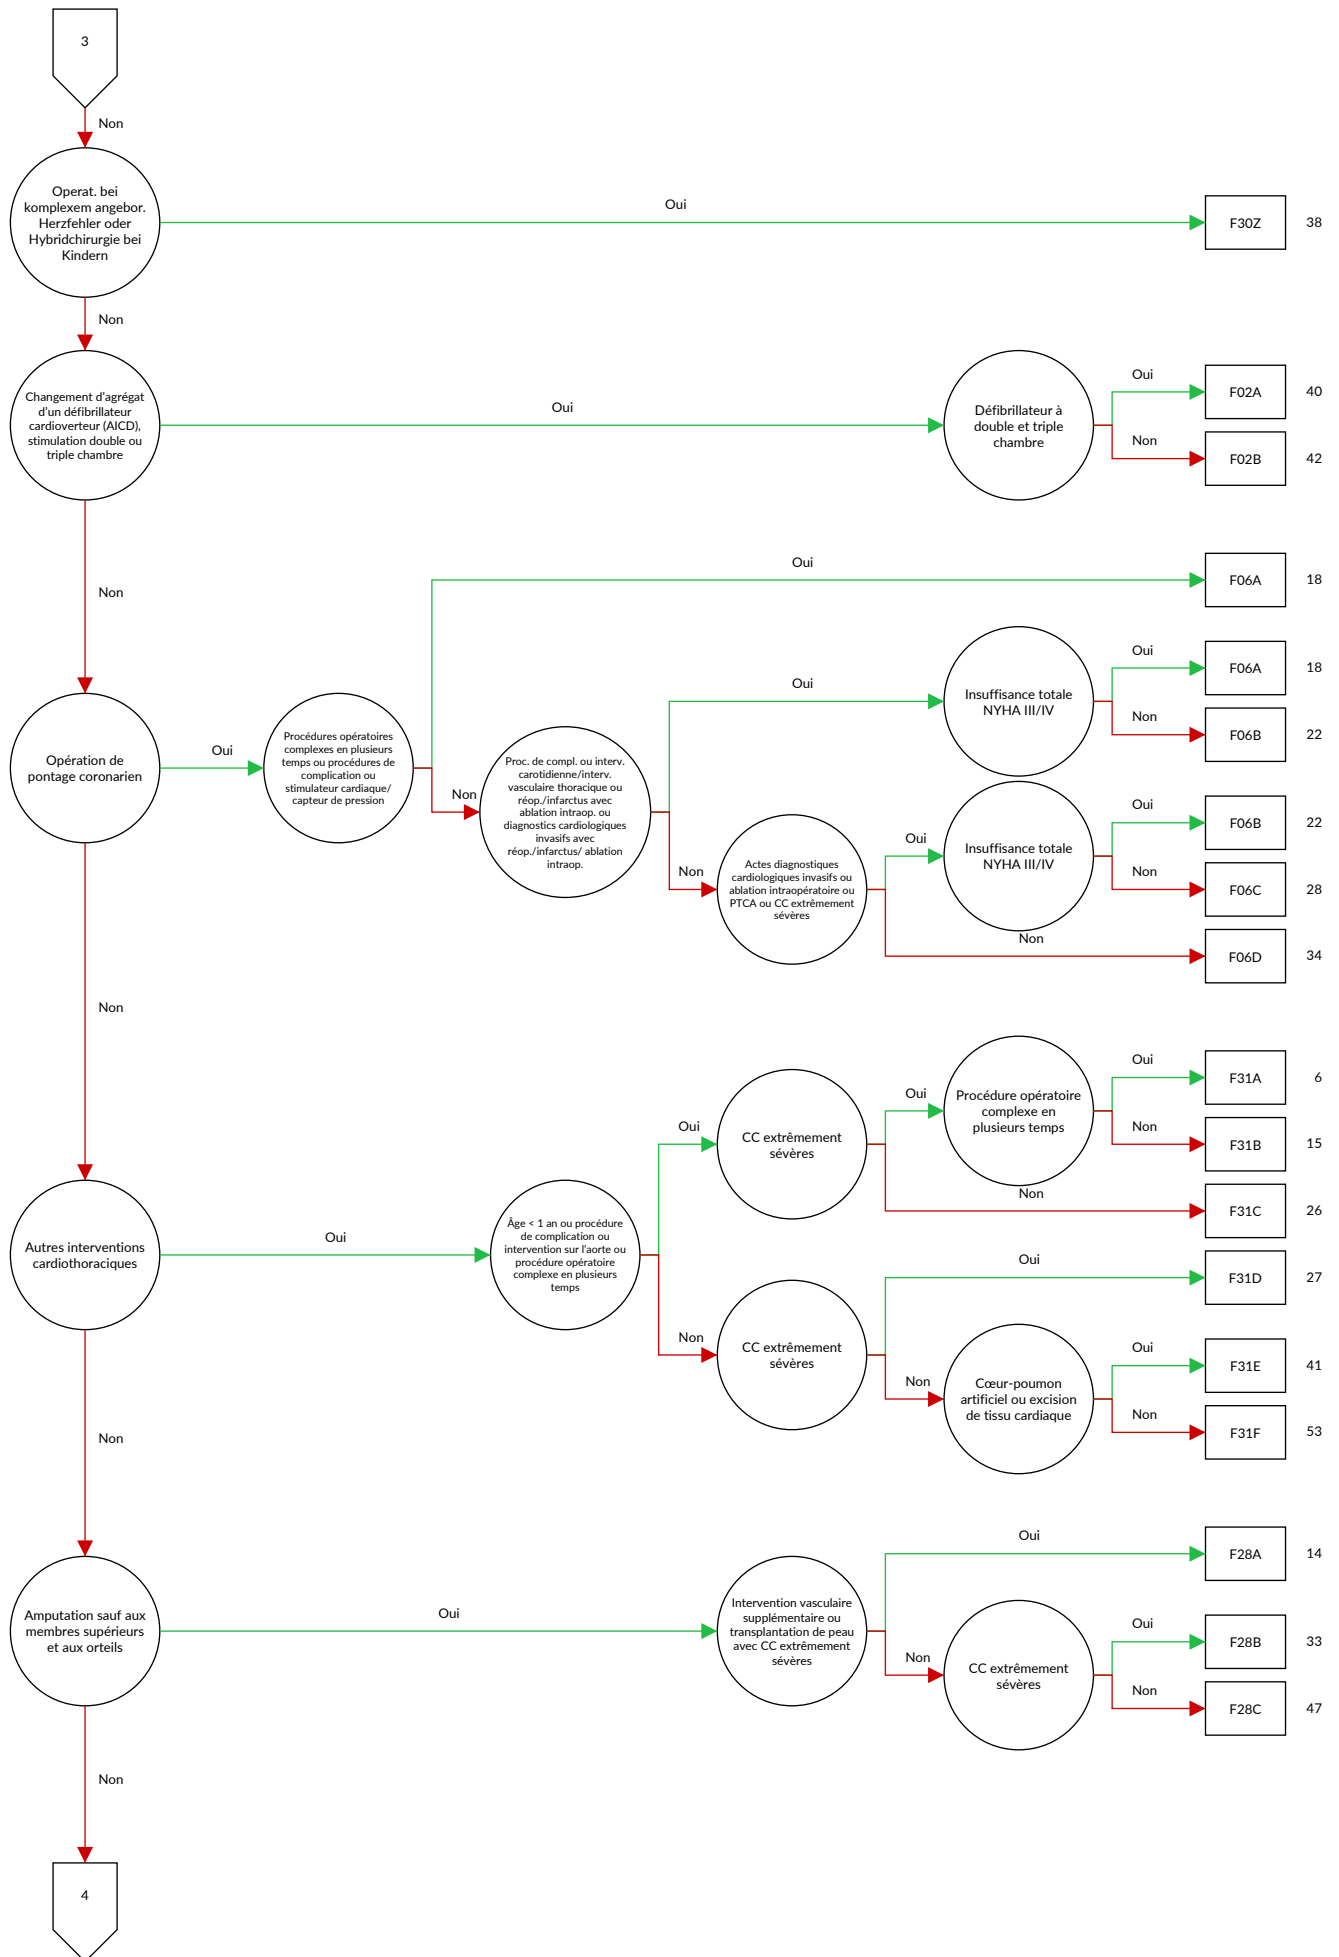 3
Non
Operat. bei
komplexem angebor.
Herzfehler oder
Hybridchirurgie bei
Kindern
Oui
F30Z
38
Non
Changement d'agrégat
d'un défibrillateur
cardioverteur (AICD),
stimulation double ou
triple chambre
Oui
Défibrillateur à
double et triple
chambre
Oui
F02A
40
Non
F02B
42
Non
Opération de
pontage coronarien
Oui
Procédures opératoires
complexes en plusieurs
temps ou procédures de
complication ou
stimulateur cardiaque/
capteur de pression
Oui
F06A
18
Non
Proc. de compl. ou interv.
carotidienne/interv.
vasculaire thoracique ou
réop./infarctus avec
ablation intraop. ou
diagnostics cardiologiques
invasifs avec
réop./infarctus/ ablation
intraop.
Oui
Insuffisance totale
NYHA III/IV
Oui
F06A
18
Non
F06B
22
Non
Actes diagnostiques
cardiologiques invasifs ou
ablation intraopératoire ou
PTCA ou CC extrêmement
sévères
Oui
Insuffisance totale
NYHA III/IV
Oui
F06B
22
Non
F06C
28
Non
F06D
34
Non
Autres interventions
cardiothoraciques
Oui
Âge < 1 an ou procédure
de complication ou
intervention sur l'aorte ou
procédure opératoire
complexe en plusieurs
temps
Oui
CC extrêmement
sévères
Oui
Procédure opératoire
complexe en
plusieurs temps
Oui
F31A
6
Non
F31B
15
Non
F31C
26
Non
CC extrêmement
sévères
Oui
F31D
27
Non
Cœur-poumon
artificiel ou excision
de tissu cardiaque
Oui
F31E
41
Non
F31F
53
Non
Amputation sauf aux
membres supérieurs
et aux orteils
Oui
Intervention vasculaire
supplémentaire ou
transplantation de peau
avec CC extrêmement
sévères
Oui
F28A
14
Non
CC extrêmement
sévères
Oui
F28B
33
Non
F28C
47
Non
4